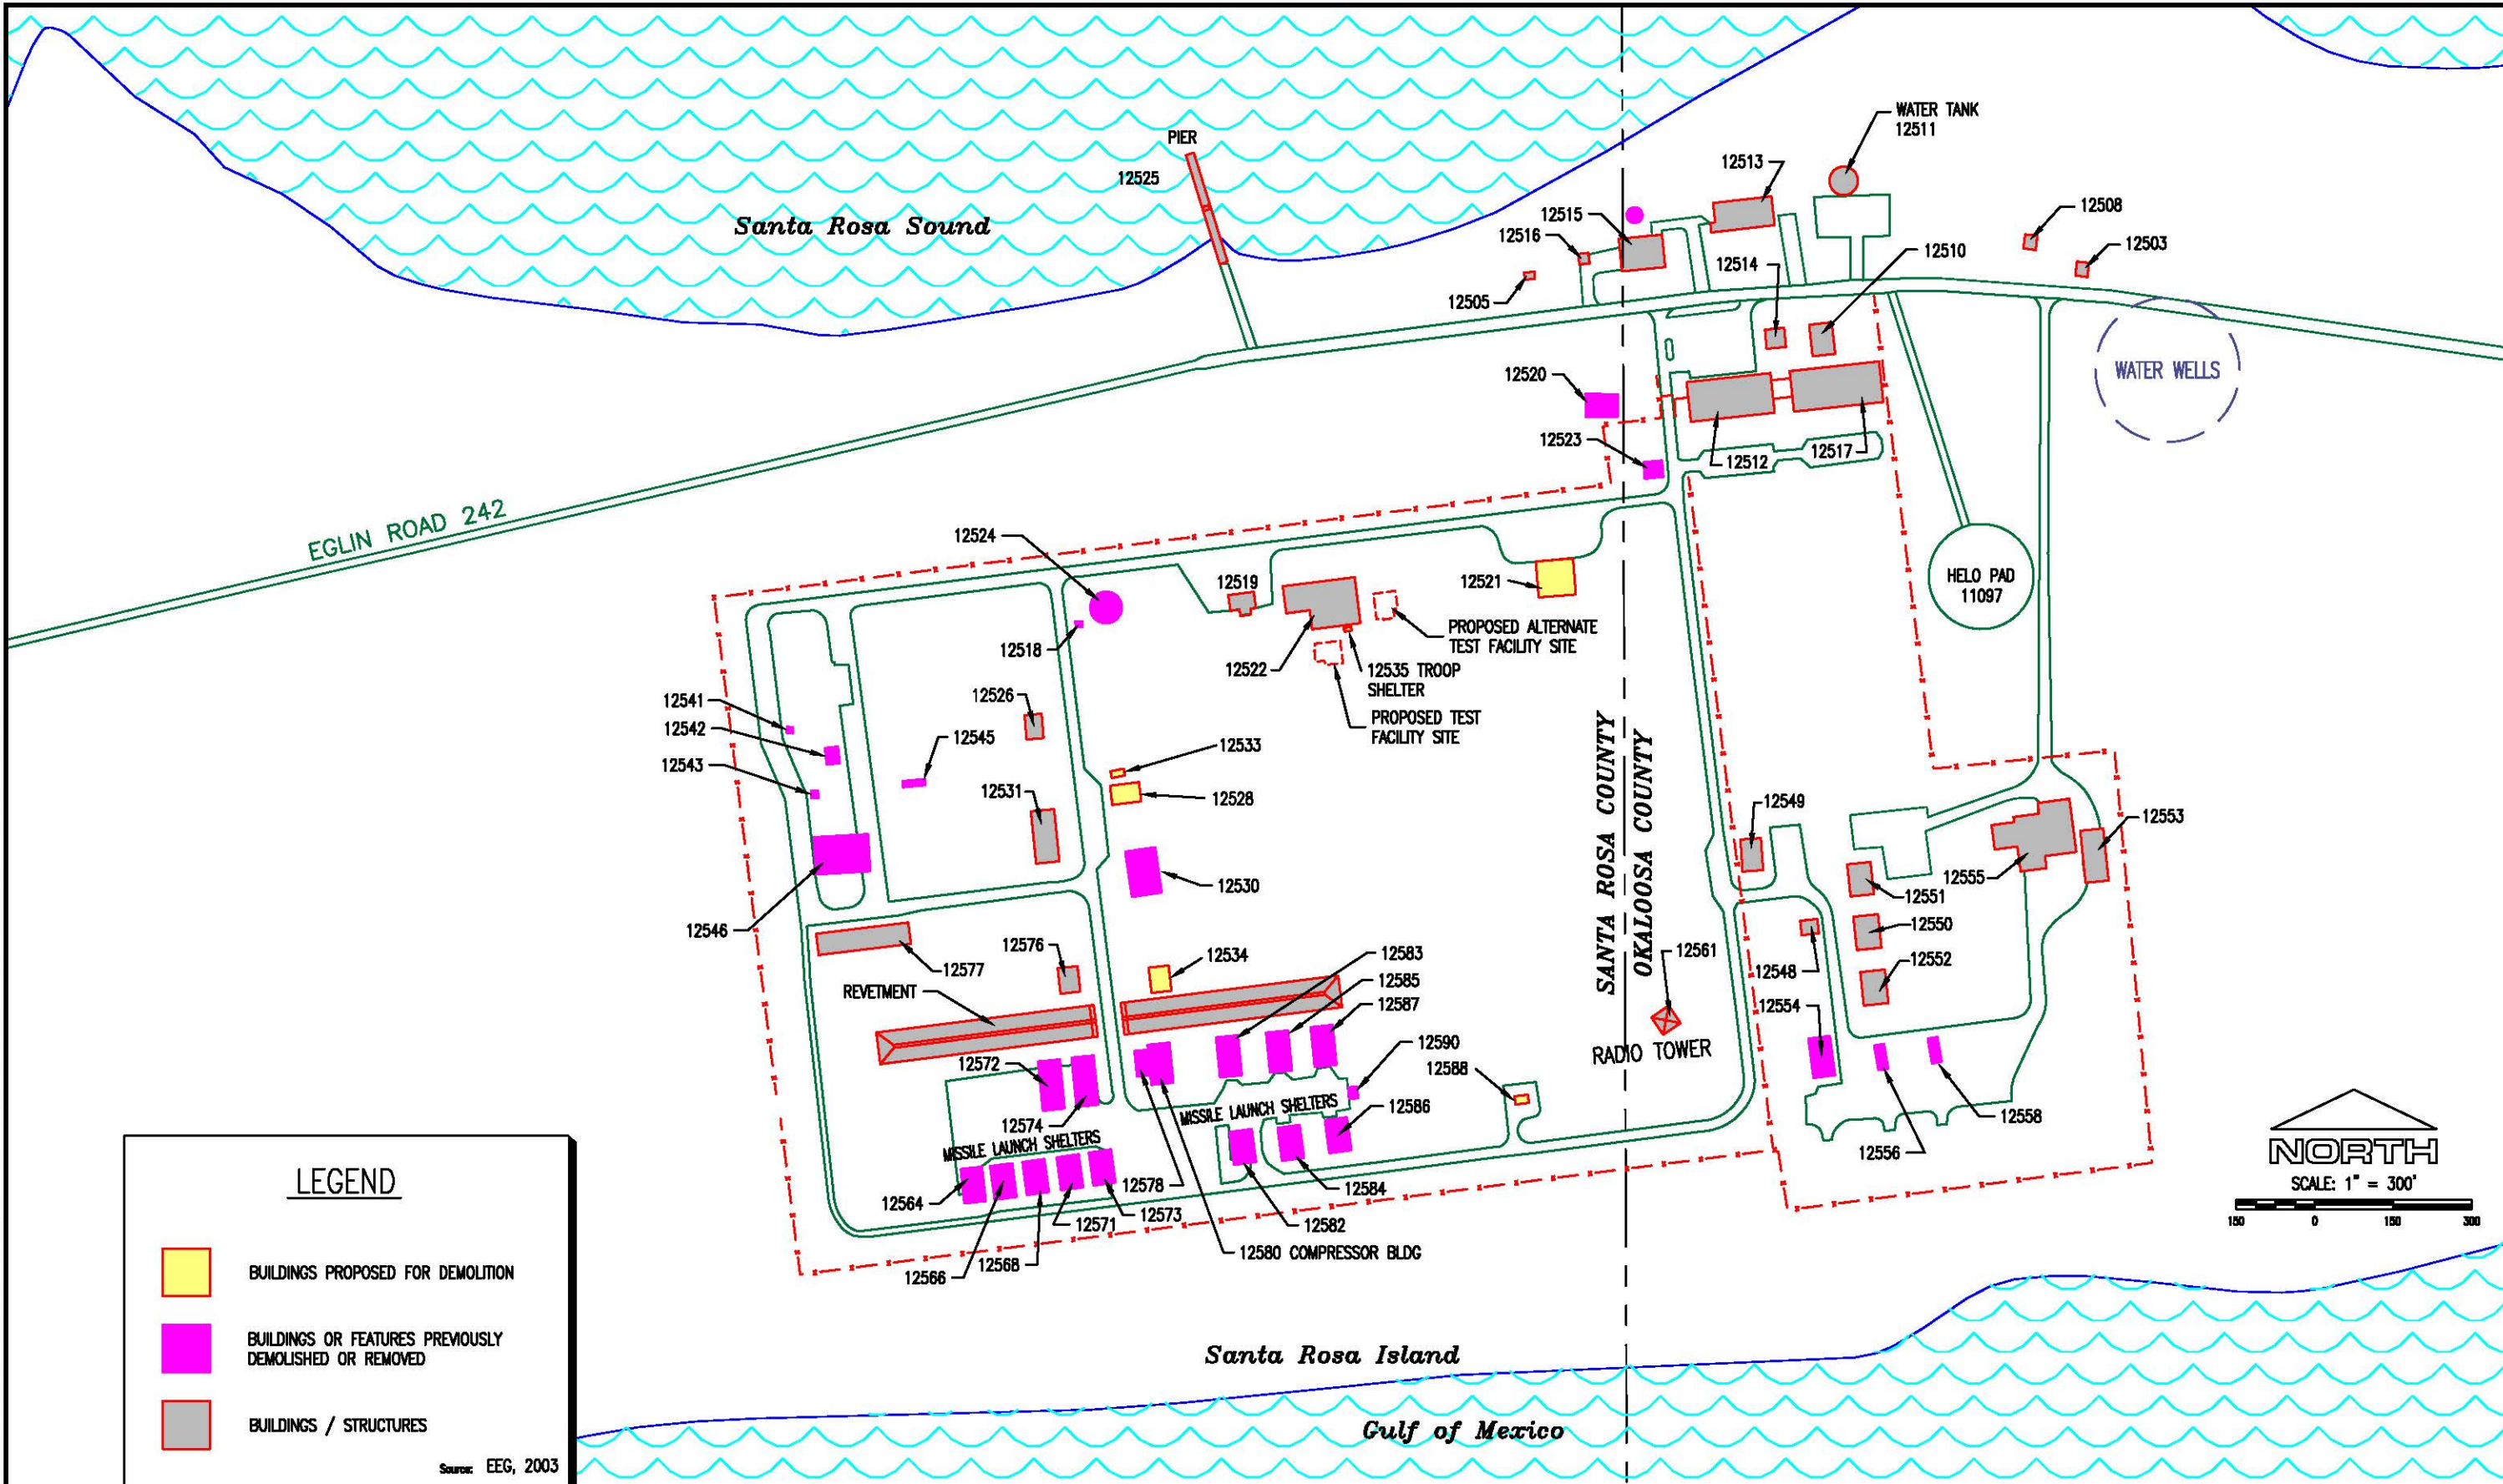 WATER TANK
12511
PIER
12525
12513
12515
12516
12508
12503
Santa Rosa Sound
12514
12510
12505
12520
WATER WELLS
12523
12512
12517
EGLIN ROAD 242
12524
12519
12521
HELO PAD
11097
12518
12522
PROPOSED ALTERNATE
TEST FACILITY SITE
12535 TROOP
SHELTER
PROPOSED TEST
FACILITY SITE
12541
12542
12543
12526
12545
12533
12528
12531
SANTA ROSA COUNTY
OKALOOSA COUNTY
12549
12553
12530
12555
12551
12550
12546
12577
12576
12534
12583
12585
12587
12561
12548
12552
REVETMENT
12554
12572
12590
12588
RADIO TOWER
12574
MISSILE LAUNCH SHELTERS
MISSILE LAUNCH SHELTERS
12586
12558
12556
12564
12578
12584
12573
12571
12582
12568
12566
12580 COMPRESSOR BLDG
NORTH
SCALE: 1" = 300'
150 0 150 300
LEGEND
BUILDINGS PROPOSED FOR DEMOLITION
BUILDINGS OR FEATURES PREVIOUSLY
DEMOLISHED OR REMOVED
BUILDINGS / STRUCTURES
Source: EEG, 2003
Santa Rosa Island
Gulf of Mexico